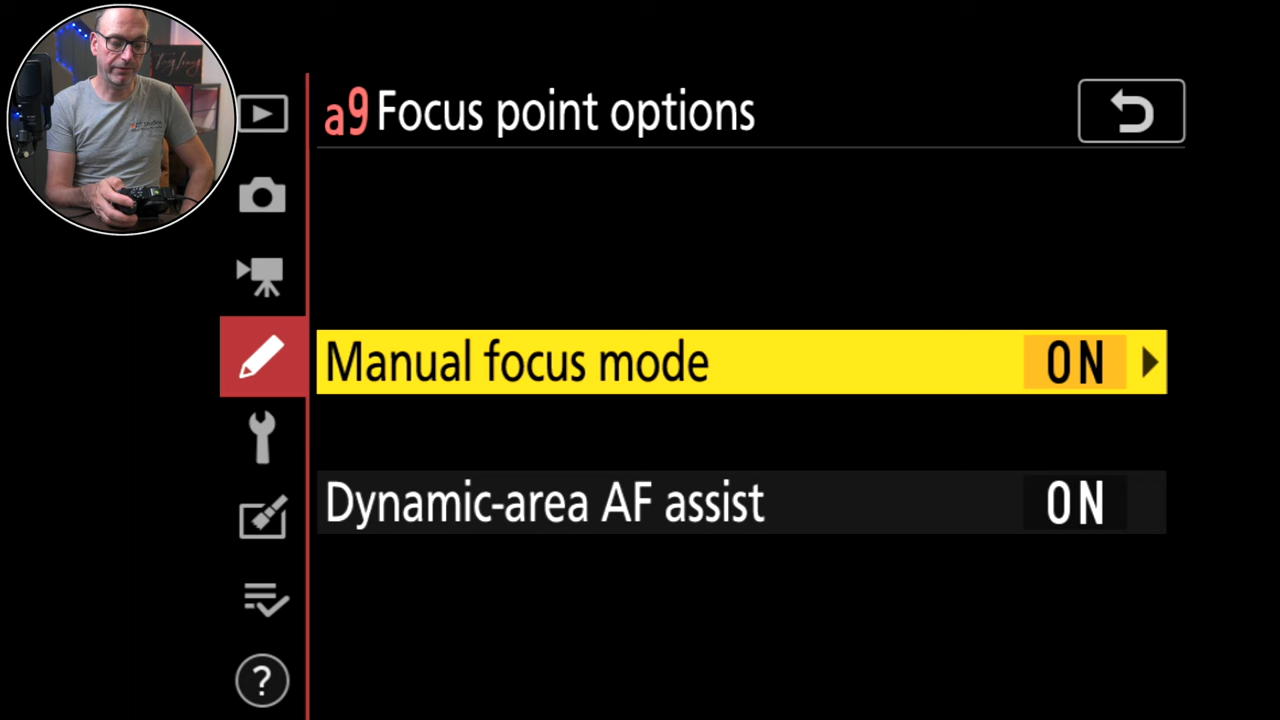 a9 Focus point options
Manual focus mode ON
Dynamic-area AF assist ON
?